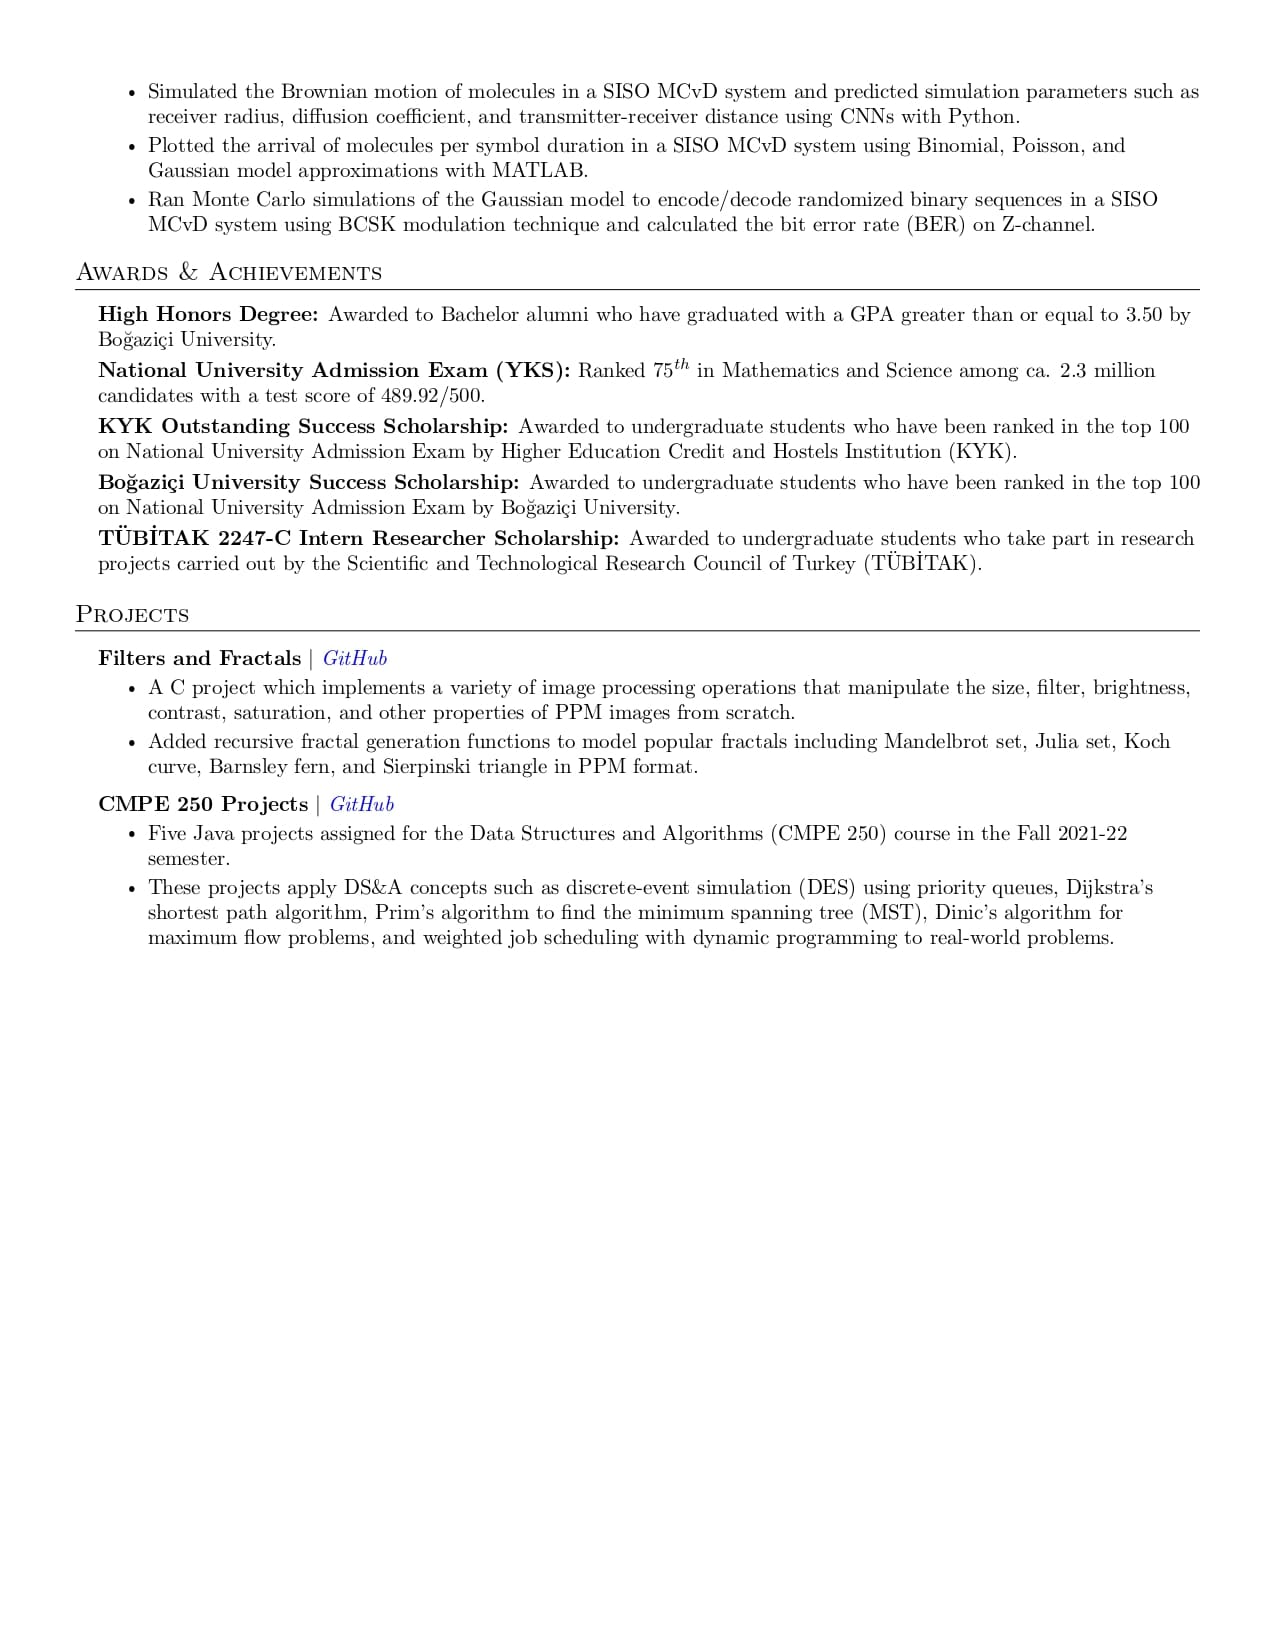 • Simulated the Brownian motion of molecules in a SISO MCvD system and predicted simulation parameters such as
receiver radius, diffusion coefficient, and transmitter-receiver distance using CNNs with Python.
• Plotted the arrival of molecules per symbol duration in a SISO MCvD system using Binomial, Poisson, and
Gaussian model approximations with MATLAB.
• Ran Monte Carlo simulations of the Gaussian model to encode/decode randomized binary sequences in a SISO
MCvD system using BCSK modulation technique and calculated the bit error rate (BER) on Z-channel.
Awards & Achievements
High Honors Degree: Awarded to Bachelor alumni who have graduated with a GPA greater than or equal to 3.50 by
Boğaziçi University.
National University Admission Exam (YKS): Ranked 75th in Mathematics and Science among ca. 2.3 million
candidates with a test score of 489.92/500.
KYK Outstanding Success Scholarship: Awarded to undergraduate students who have been ranked in the top 100
on National University Admission Exam by Higher Education Credit and Hostels Institution (KYK).
Boğaziçi University Success Scholarship: Awarded to undergraduate students who have been ranked in the top 100
on National University Admission Exam by Boğaziçi University.
TÜBİTAK 2247-C Intern Researcher Scholarship: Awarded to undergraduate students who take part in research
projects carried out by the Scientific and Technological Research Council of Turkey (TÜBİTAK).
Projects
Filters and Fractals | GitHub
• A C project which implements a variety of image processing operations that manipulate the size, filter, brightness,
contrast, saturation, and other properties of PPM images from scratch.
• Added recursive fractal generation functions to model popular fractals including Mandelbrot set, Julia set, Koch
curve, Barnsley fern, and Sierpinski triangle in PPM format.
CMPE 250 Projects | GitHub
• Five Java projects assigned for the Data Structures and Algorithms (CMPE 250) course in the Fall 2021-22
semester.
• These projects apply DS&A concepts such as discrete-event simulation (DES) using priority queues, Dijkstra's
shortest path algorithm, Prim's algorithm to find the minimum spanning tree (MST), Dinic's algorithm for
maximum flow problems, and weighted job scheduling with dynamic programming to real-world problems.